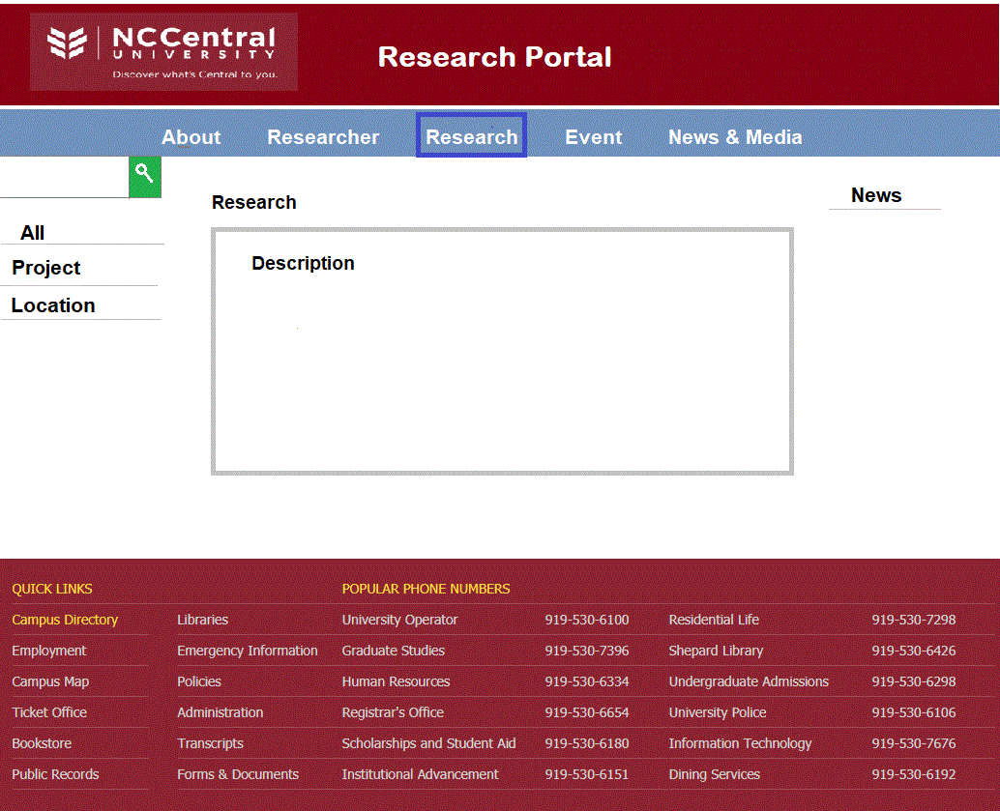 NCCentral
UNIVERSITY
Discover what's Central to you.
Research Portal
About Researcher Research Event News & Media
Research
News
All
Project
Location
Description
QUICK LINKS POPULAR PHONE NUMBERS
Campus Directory Libraries University Operator 919-530-6100 Residential Life 919-530-7298
Employment Emergency Information Graduate Studies 919-530-7396 Shepard Library 919-530-6426
Campus Map Policies Human Resources 919-530-6334 Undergraduate Admissions 919-530-6298
Ticket Office Administration Registrar's Office 919-530-6654 University Police 919-530-6106
Bookstore Transcripts Scholarships and Student Aid 919-530-6180 Information Technology 919-530-7676
Public Records Forms & Documents Institutional Advancement 919-530-6151 Dining Services 919-530-6192